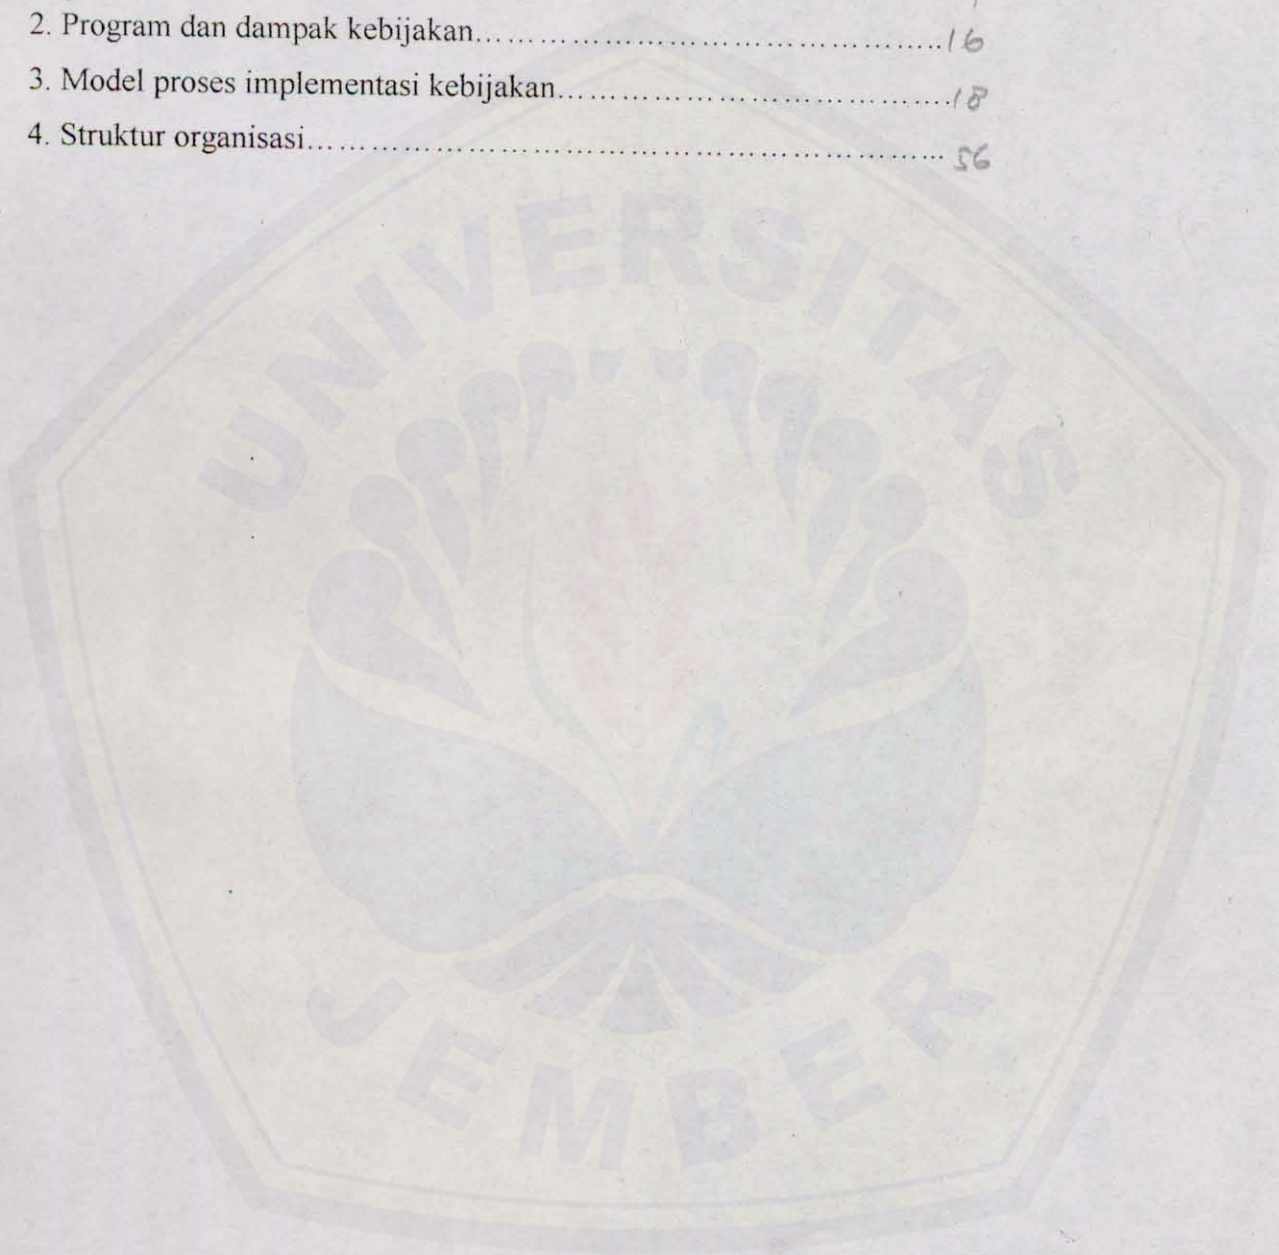 2. Program dan dampak kebijakan.................................................16
3. Model proses implementasi kebijakan..........................................18
4. Struktur organisasi....................................................................56
UNIVERSITAS
JEMBER